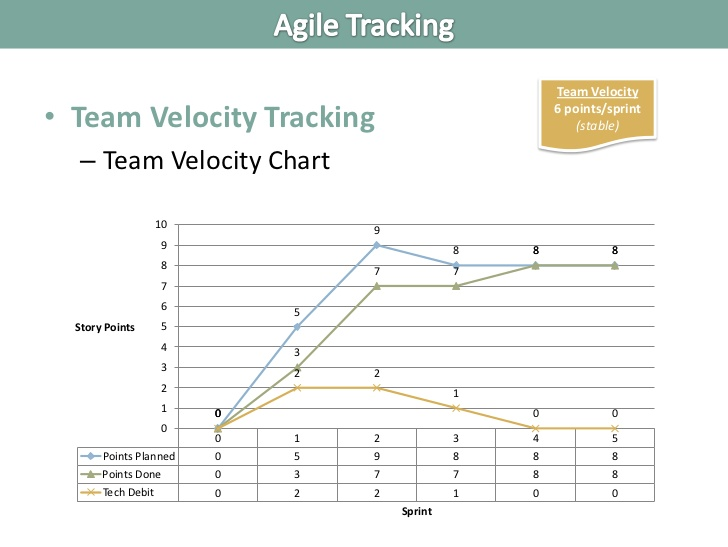 Agile Tracking
• Team Velocity Tracking
– Team Velocity Chart
Team Velocity
6 points/sprint
(stable)
10
9
8
7
6
5
4
3
2
1
0
Story Points
9
8
8
8
7
7
5
3
2
2
1
0
0
0
0 1 2 3 4 5
Points Planned 0 5 9 8 8 8
Points Done 0 3 7 7 8 8
Tech Debit 0 2 2 1 0 0
Sprint